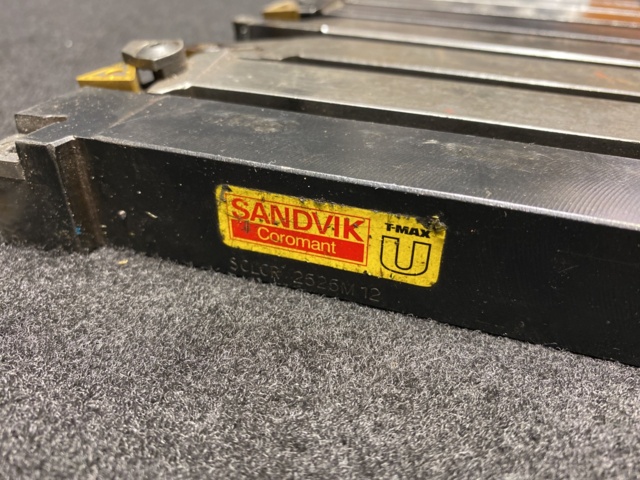 SANDVIK
Coromant
T-MAX
U
SCLCR 2525M 12